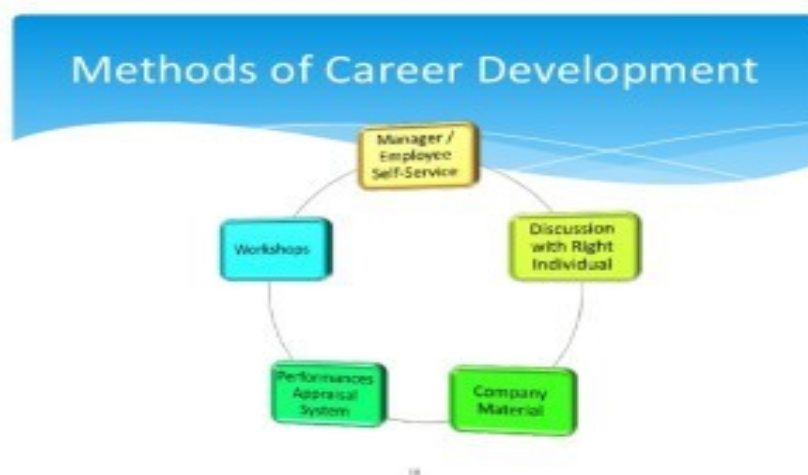 Methods of Career Development
Manager /
Employee
Self-Service
Discussion
with Right
Individual
Company
Material
Performances
Appraisal
System
Workshops